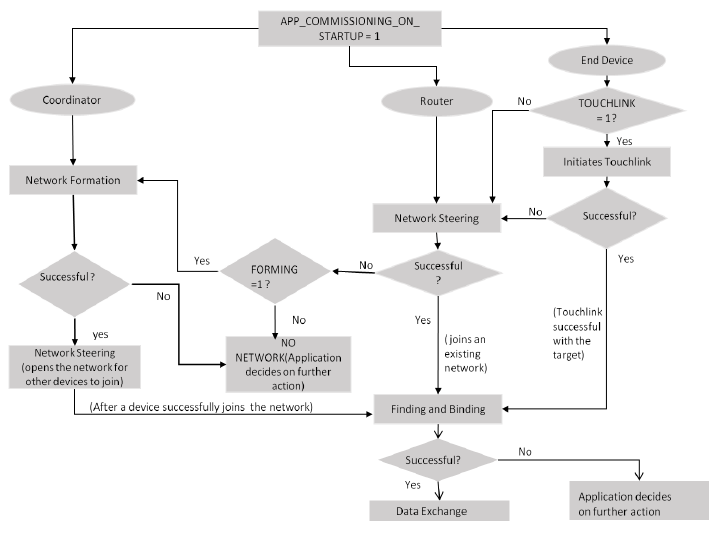 APP_COMMISSIONING_ON_
STARTUP = 1
End Device
Coordinator
Router
No
TOUCHLINK
= 1?
Yes
Initiates Touchlink
Network Formation
Network Steering
No
Successful?
Yes
Yes
FORMING
=1 ?
No
Successful
?
Successful ?
No
No
Yes
(Touchlink
successful
with the
target)
yes
NO
NETWORK(Application
decides on further
action)
( joins an
existing
network)
Network Steering
(opens the network for
other devices to join)
(After a device successfully joins the network)
Finding and Binding
Successful?
No
Yes
Data Exchange
Application decides
on further action